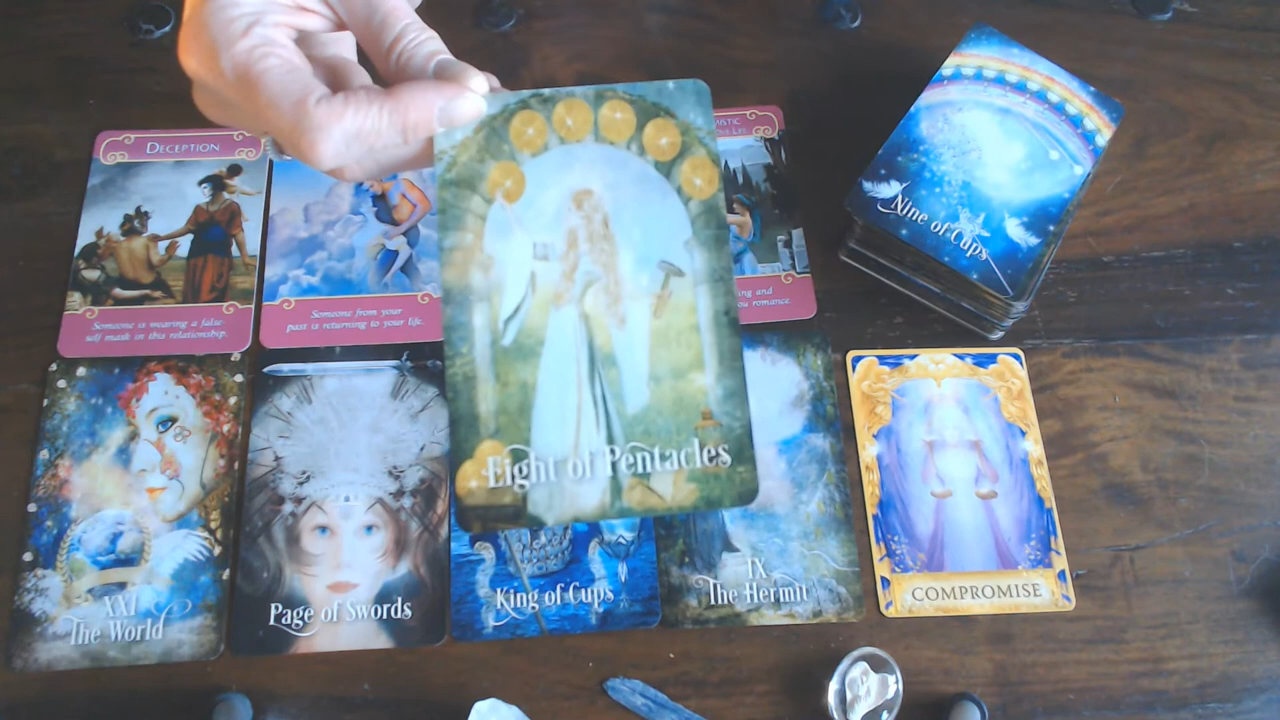 DECEPTION
Someone is wearing a false-
self mask in this relationship.
Someone from your
past is returning to your life.
ing and
ou romance.
Nine of Cups
Eight of Pentacles
XXI
The World
Page of Swords
King of Cups
IX
The Hermit
COMPROMISE